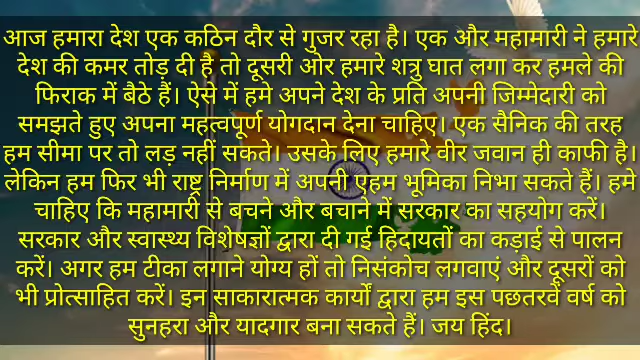 आज हमारा देश एक कठिन दौर से गुजर रहा है। एक और महामारी ने हमारे
देश की कमर तोड़ दी है तो दूसरी ओर हमारे शत्रु घात लगा कर हमले की
फिराक में बैठे हैं। ऐसे में हमे अपने देश के प्रति अपनी जिम्मेदारी को
समझते हुए अपना महत्वपूर्ण योगदान देना चाहिए। एक सैनिक की तरह
हम सीमा पर तो लड़ नहीं सकते। उसके लिए हमारे वीर जवान ही काफी है।
लेकिन हम फिर भी राष्ट्र निर्माण में अपनी एहम भूमिका निभा सकते हैं। हमे
चाहिए कि महामारी से बचने और बचाने में सरकार का सहयोग करें।
सरकार और स्वास्थ्य विशेषज्ञों द्वारा दी गई हिदायतों का कड़ाई से पालन
करें। अगर हम टीका लगाने योग्य हों तो निसंकोच लगवाएं और दूसरों को
भी प्रोत्साहित करें। इन साकारात्मक कार्यों द्वारा हम इस पछतरवें वर्ष को
सुनहरा और यादगार बना सकते हैं। जय हिंद।